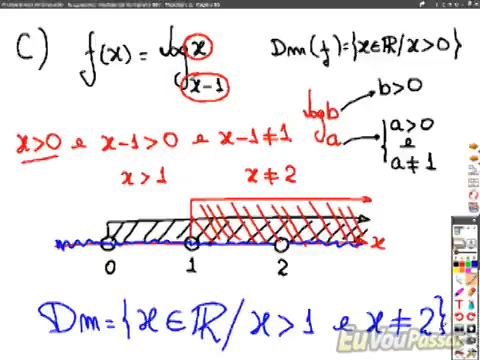 C) f(x) = log x Dm(f) = {x∈ℝ/x>0}
x-1
log b → b>0
a → { a>0
e
a≠1
x>0 e x-1>0 e x-1≠1
x>1 x≠2
x
0 1 2
Dm = {x∈ℝ/x>1 e x≠2}
EuVouPassar